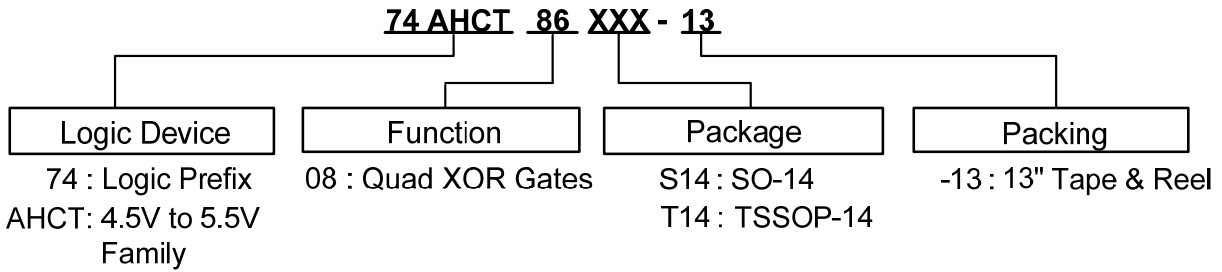 74 AHCT 86 XXX - 13
Logic Device
Function
Package
Packing
74 : Logic Prefix
08 : Quad XOR Gates
S14 : SO-14
-13 : 13" Tape & Reel
AHCT: 4.5V to 5.5V
T14 : TSSOP-14
Family